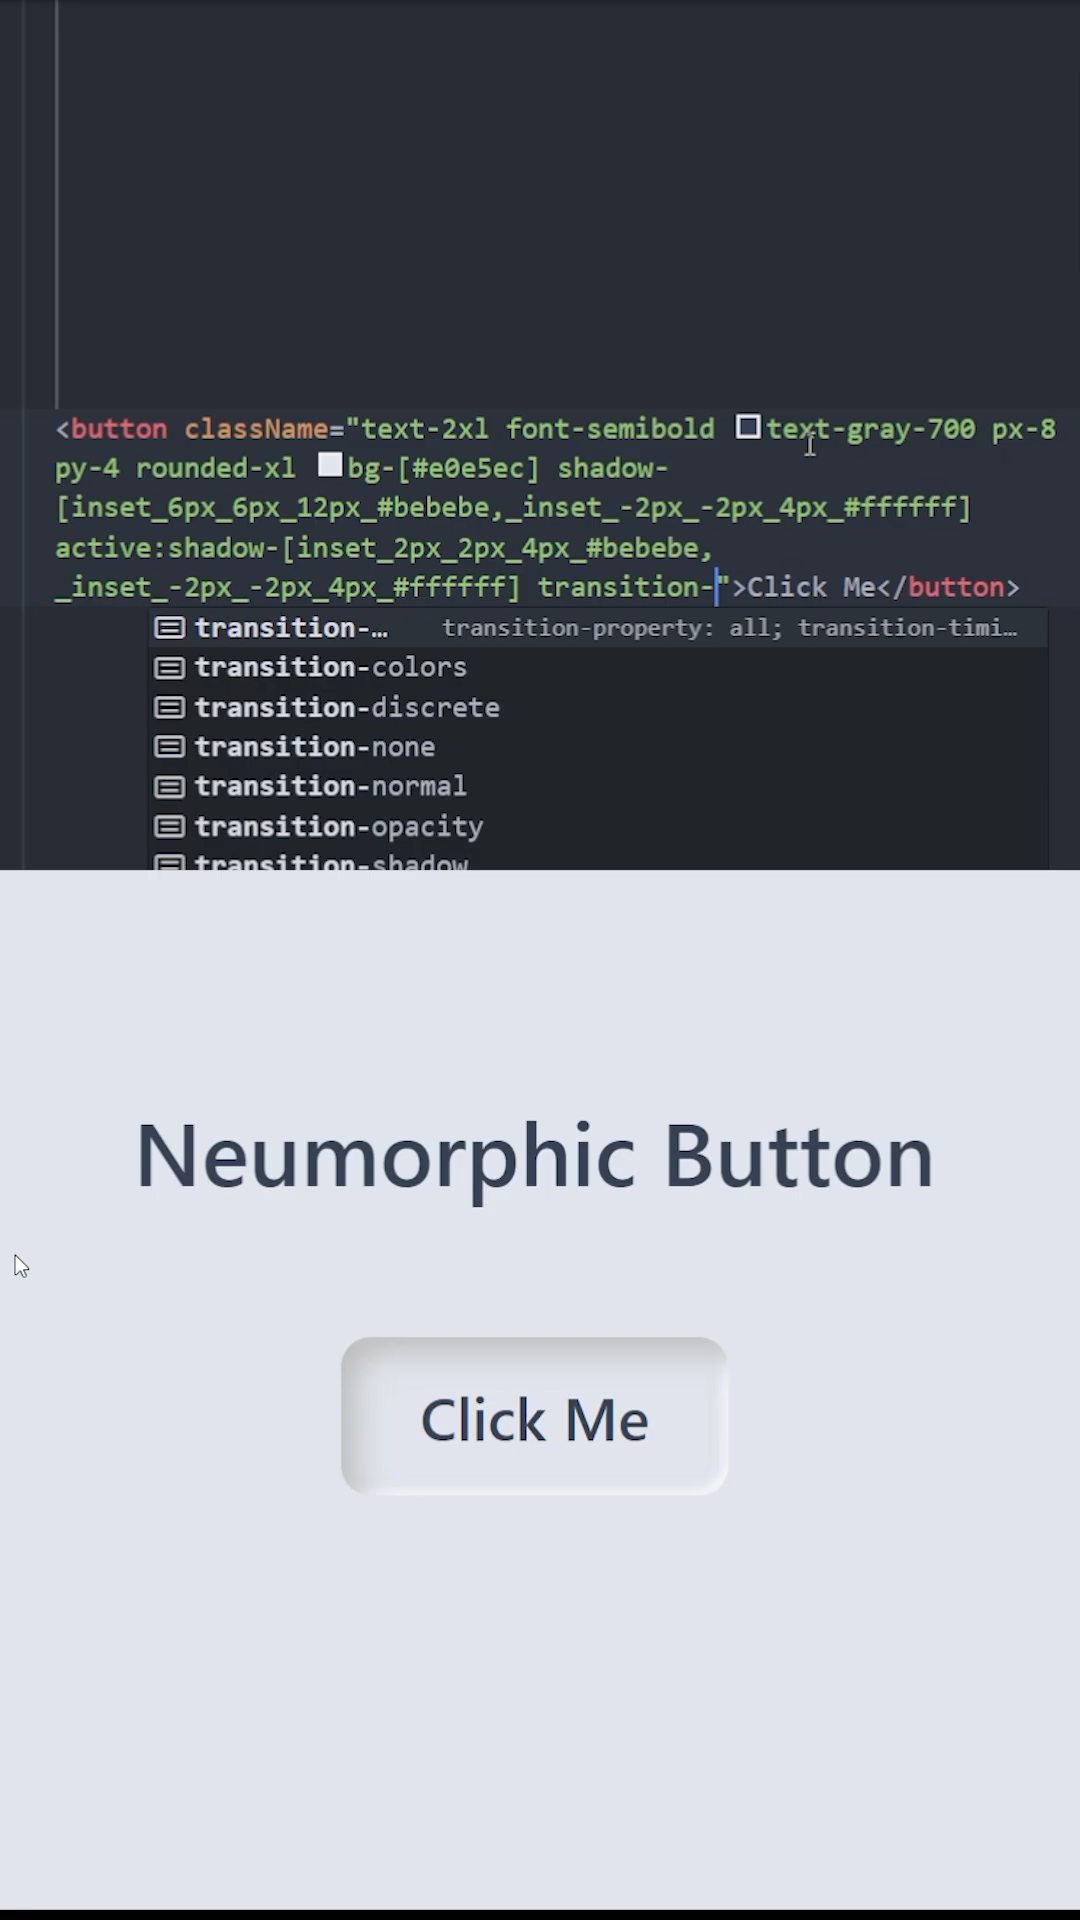 <button className="text-2xl font-semibold text-gray-700 px-8
py-4 rounded-xl bg-[#e0e5ec] shadow-
[inset_6px_6px_12px_#bebebe,_inset_-2px_-2px_4px_#ffffff]
active:shadow-[inset_2px_2px_4px_#bebebe,
_inset_-2px_-2px_4px_#ffffff] transition-">Click Me</button>
transition-… transition-property: all; transition-timi…
transition-colors
transition-discrete
transition-none
transition-normal
transition-opacity
transition-shadow
Neumorphic Button
Click Me